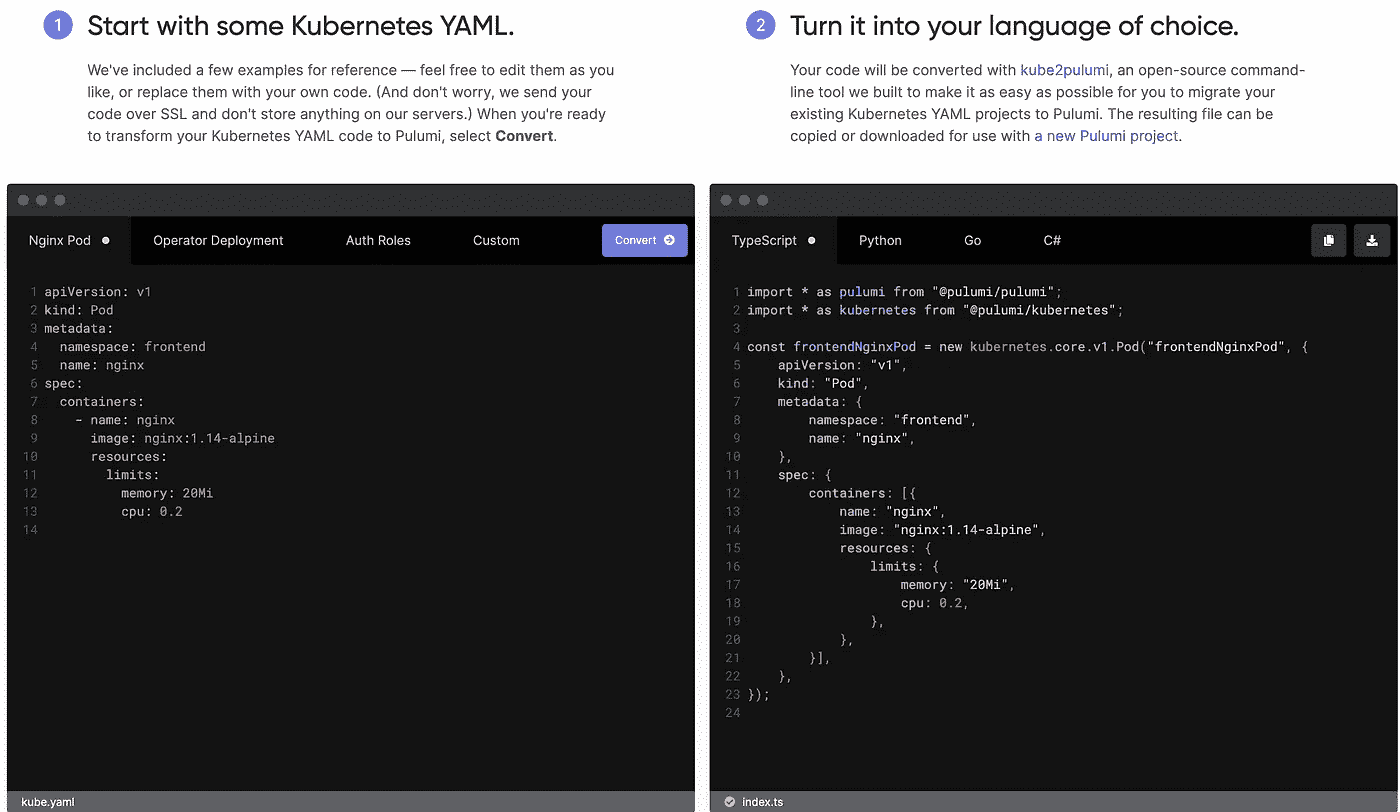 1 Start with some Kubernetes YAML.
We've included a few examples for reference — feel free to edit them as you
like, or replace them with your own code. (And don't worry, we send your
code over SSL and don't store anything on our servers.) When you're ready
to transform your Kubernetes YAML code to Pulumi, select Convert.
Nginx Pod Operator Deployment Auth Roles Custom Convert
1 apiVersion: v1
2 kind: Pod
3 metadata:
4   namespace: frontend
5   name: nginx
6 spec:
7   containers:
8     - name: nginx
9       image: nginx:1.14-alpine
10       resources:
11         limits:
12           memory: 20Mi
13           cpu: 0.2
14
kube.yaml
2 Turn it into your language of choice.
Your code will be converted with kube2pulumi, an open-source command-
line tool we built to make it as easy as possible for you to migrate your
existing Kubernetes YAML projects to Pulumi. The resulting file can be
copied or downloaded for use with a new Pulumi project.
TypeScript Python Go C#
1 import * as pulumi from "@pulumi/pulumi";
2 import * as kubernetes from "@pulumi/kubernetes";
3
4 const frontendNginxPod = new kubernetes.core.v1.Pod("frontendNginxPod", {
5     apiVersion: "v1",
6     kind: "Pod",
7     metadata: {
8         namespace: "frontend",
9         name: "nginx",
10     },
11     spec: {
12         containers: [{
13             name: "nginx",
14             image: "nginx:1.14-alpine",
15             resources: {
16                 limits: {
17                     memory: "20Mi",
18                     cpu: 0.2,
19                 },
20             },
21         }],
22     },
23 });
24
index.ts